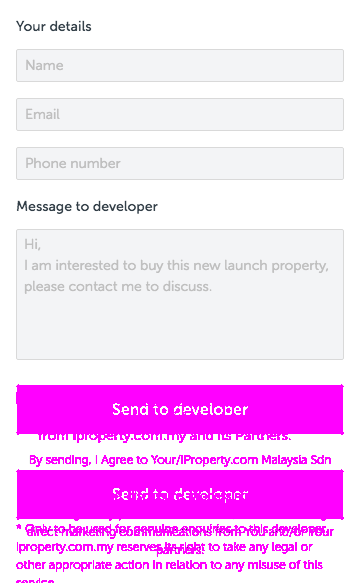 Your details
Name
Email
Phone number
Message to developer
Hi,
I am interested to buy this new launch property,
please contact me to discuss.
Send to developer
from iproperty.com.my and its Partners.
By sending, I Agree to Your/iProperty.com Malaysia Sdn
Send to developer
* Only to be used for genuine enquiries to this developer.
direct marketing communications from You and/or Your
iproperty.com.my reserves its right to take any legal or
partners.
other appropriate action in relation to any misuse of this
service.